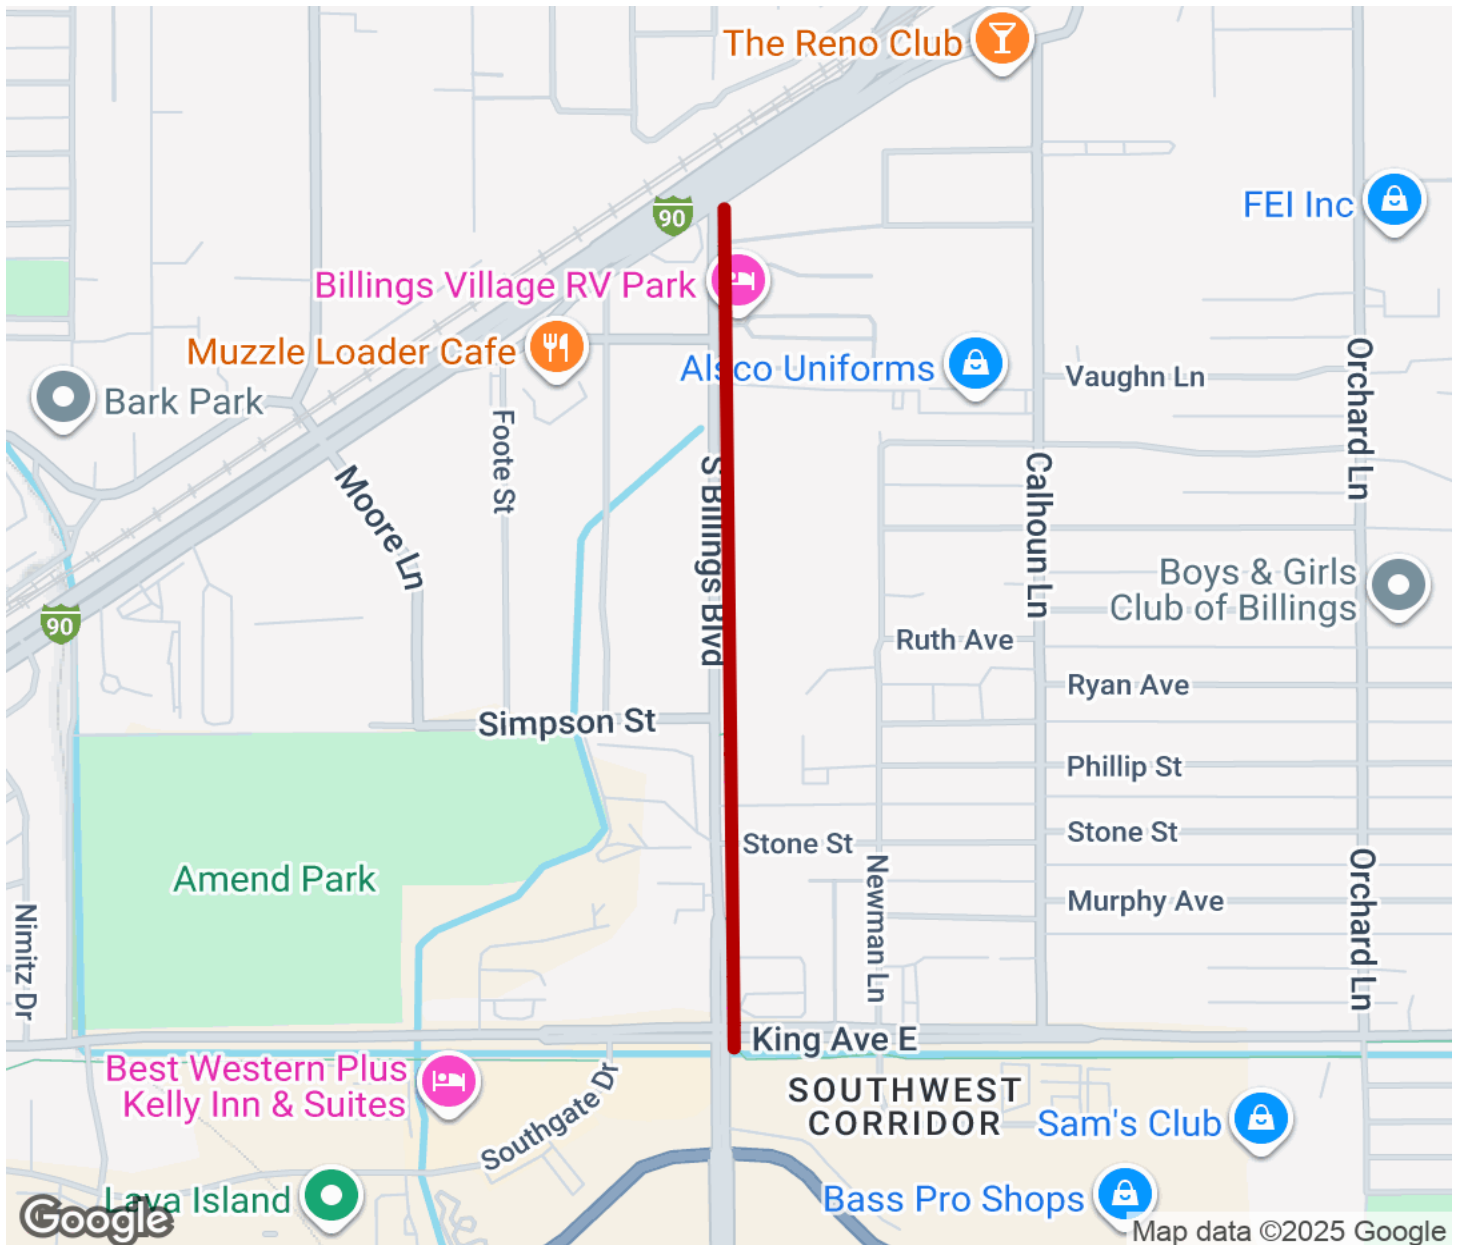 The Reno Club
90
FEI Inc
Billings Village RV Park
Muzzle Loader Cafe
Alsco Uniforms
Vaughn Ln
Orchard Ln
Bark Park
Foote St
Moore Ln
S Billings Blvd
Calhoun Ln
Boys & Girls
Club of Billings
90
Ruth Ave
Ryan Ave
Simpson St
Phillip St
Stone St
Stone St
Amend Park
Newman Ln
Murphy Ave
Orchard Ln
Nimitz Dr
King Ave E
Best Western Plus
Kelly Inn & Suites
Southgate Dr
SOUTHWEST
CORRIDOR
Sam's Club
Lava Island
Bass Pro Shops
Google
Map data ©2025 Google